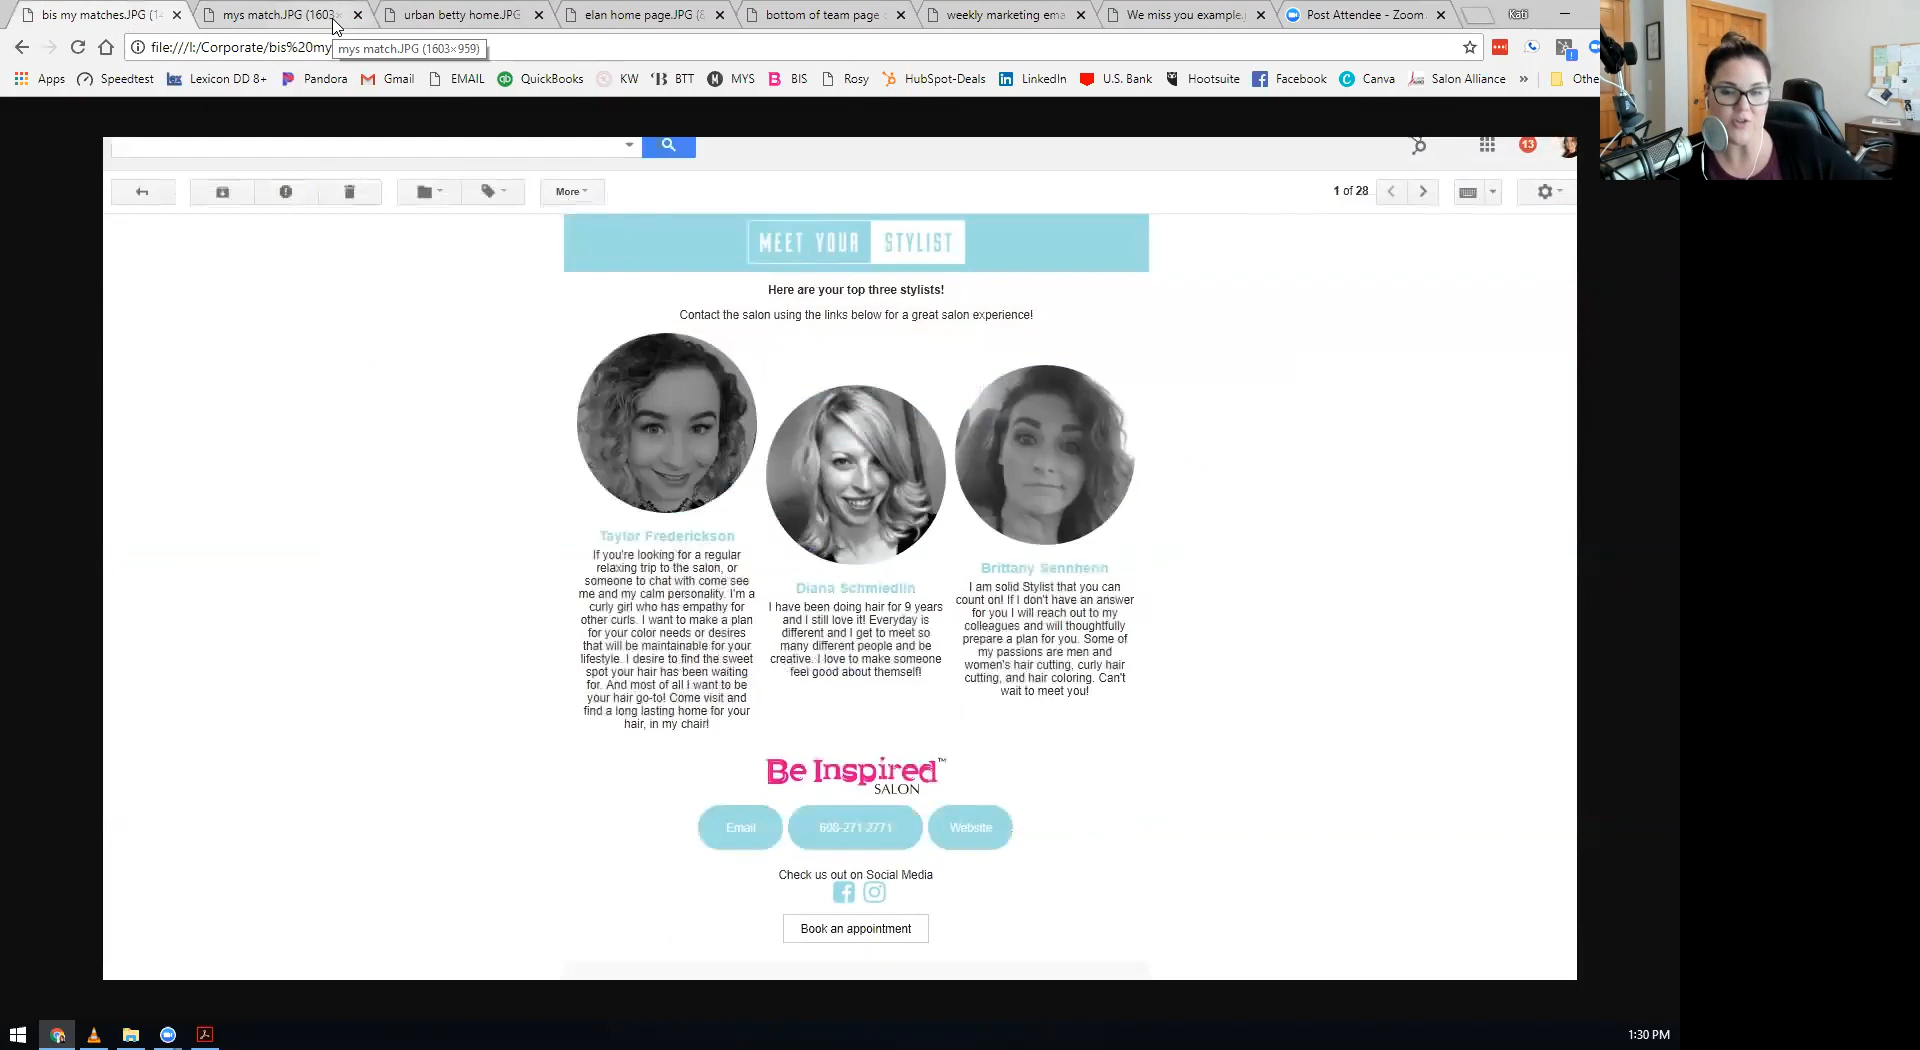 bis my matches.JPG (14
mys match.JPG (1603×
urban betty home.JPG
elan home page.JPG (8
bottom of team page
weekly marketing ema
We miss you example.
Post Attendee - Zoom
Kati
file:///I:/Corporate/bis%20my
mys match.JPG (1603×959)
Apps
Speedtest
lex
Lexicon DD 8+
Pandora
Gmail
EMAIL
QuickBooks
KW
BTT
MYS
BIS
Rosy
HubSpot-Deals
LinkedIn
U.S. Bank
Hootsuite
Facebook
Canva
Salon Alliance
»
Othe
13
More
1 of 28
MEET YOUR STYLIST
Here are your top three stylists!
Contact the salon using the links below for a great salon experience!
Taylor Frederickson
If you're looking for a regular
relaxing trip to the salon, or
someone to chat with come see
me and my calm personality. I'm a
curly girl who has empathy for
other curls. I want to make a plan
for your color needs or desires
that will be maintainable for your
lifestyle. I desire to find the sweet
spot your hair has been waiting
for. And most of all I want to be
your hair go-to! Come visit and
find a long lasting home for your
hair, in my chair!
Diana Schmiedlin
I have been doing hair for 9 years
and I still love it! Everyday is
different and I get to meet so
many different people and be
creative. I love to make someone
feel good about themself!
Brittany Sennhenn
I am solid Stylist that you can
count on! If I don't have an answer
for you I will reach out to my
colleagues and will thoughtfully
prepare a plan for you. Some of
my passions are men and
women's hair cutting, curly hair
cutting, and hair coloring. Can't
wait to meet you!
Be Inspired™
SALON
Email
608-271-2771
Website
Check us out on Social Media
Book an appointment
1:30 PM